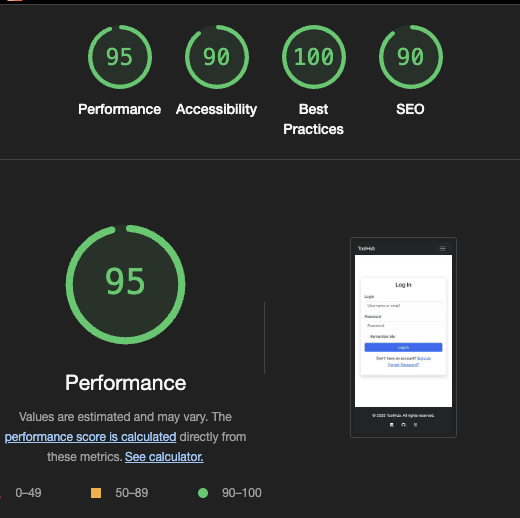 95
90
100
90
Performance
Accessibility
Best
Practices
SEO
95
Performance
Values are estimated and may vary. The
performance score is calculated directly from
these metrics. See calculator.
0–49
50–89
90–100
ToolHub
Log In
Login
Username or email
Password
Password
Remember Me
Log In
Don't have an account? Sign Up
Forgot Password?
© 2025 ToolHub. All rights reserved.